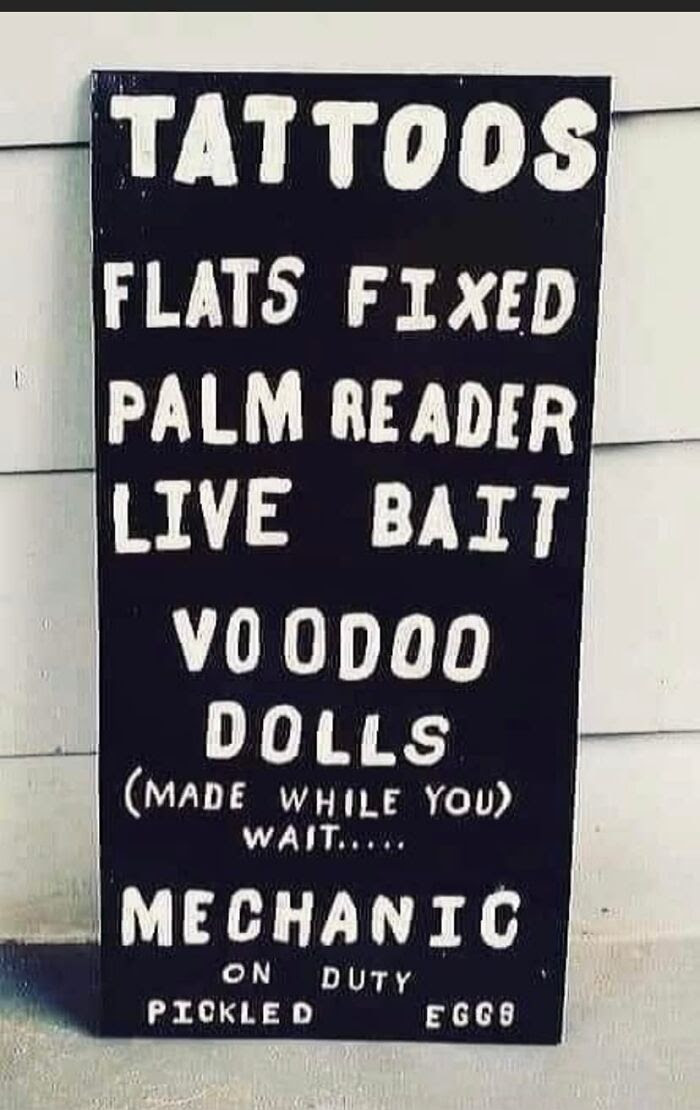 TATTOOS
FLATS FIXED
PALM READER
LIVE BAIT
VOODOO
DOLLS
(MADE WHILE YOU)
WAIT.....
MECHANIC
ON DUTY
PICKLED EGGS